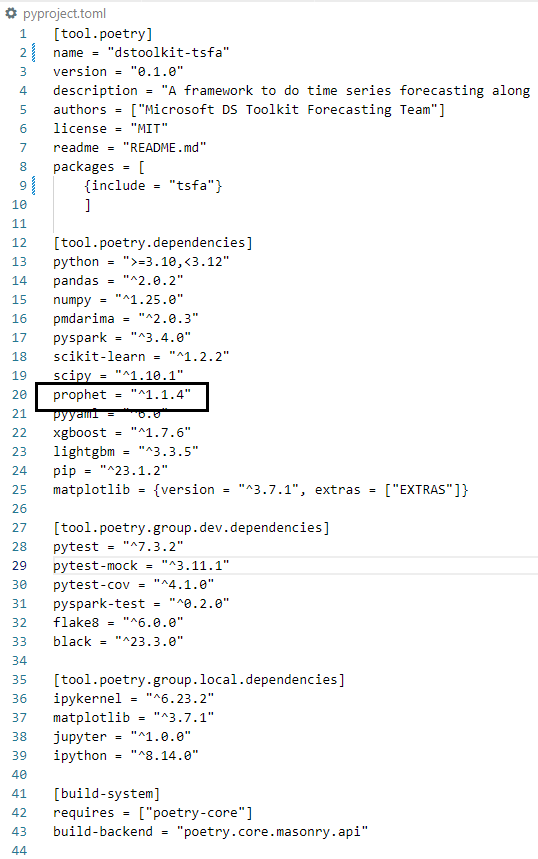 pyproject.toml
1 [tool.poetry]
2 name = "dstoolkit-tsfa"
3 version = "0.1.0"
4 description = "A framework to do time series forecasting along
5 authors = ["Microsoft DS Toolkit Forecasting Team"]
6 license = "MIT"
7 readme = "README.md"
8 packages = [
9 {include = "tsfa"}
10 ]
11
12 [tool.poetry.dependencies]
13 python = ">=3.10,<3.12"
14 pandas = "^2.0.2"
15 numpy = "^1.25.0"
16 pmdarima = "^2.0.3"
17 pyspark = "^3.4.0"
18 scikit-learn = "^1.2.2"
19 scipy = "^1.10.1"
20 prophet = "^1.1.4"
21 pyyaml = "^6.0"
22 xgboost = "^1.7.6"
23 lightgbm = "^3.3.5"
24 pip = "^23.1.2"
25 matplotlib = {version = "^3.7.1", extras = ["EXTRAS"]}
26
27 [tool.poetry.group.dev.dependencies]
28 pytest = "^7.3.2"
29 pytest-mock = "^3.11.1"
30 pytest-cov = "^4.1.0"
31 pyspark-test = "^0.2.0"
32 flake8 = "^6.0.0"
33 black = "^23.3.0"
34
35 [tool.poetry.group.local.dependencies]
36 ipykernel = "^6.23.2"
37 matplotlib = "^3.7.1"
38 jupyter = "^1.0.0"
39 ipython = "^8.14.0"
40
41 [build-system]
42 requires = ["poetry-core"]
43 build-backend = "poetry.core.masonry.api"
44